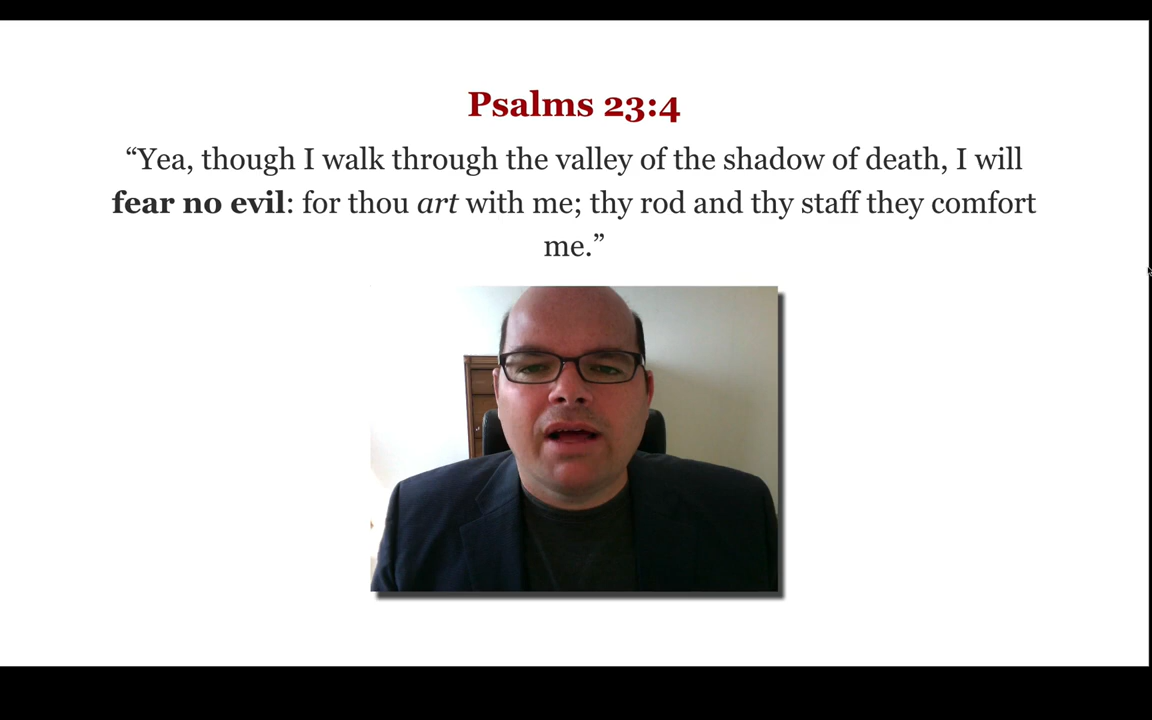 Psalms 23:4
“Yea, though I walk through the valley of the shadow of death, I will
fear no evil: for thou art with me; thy rod and thy staff they comfort
me.”